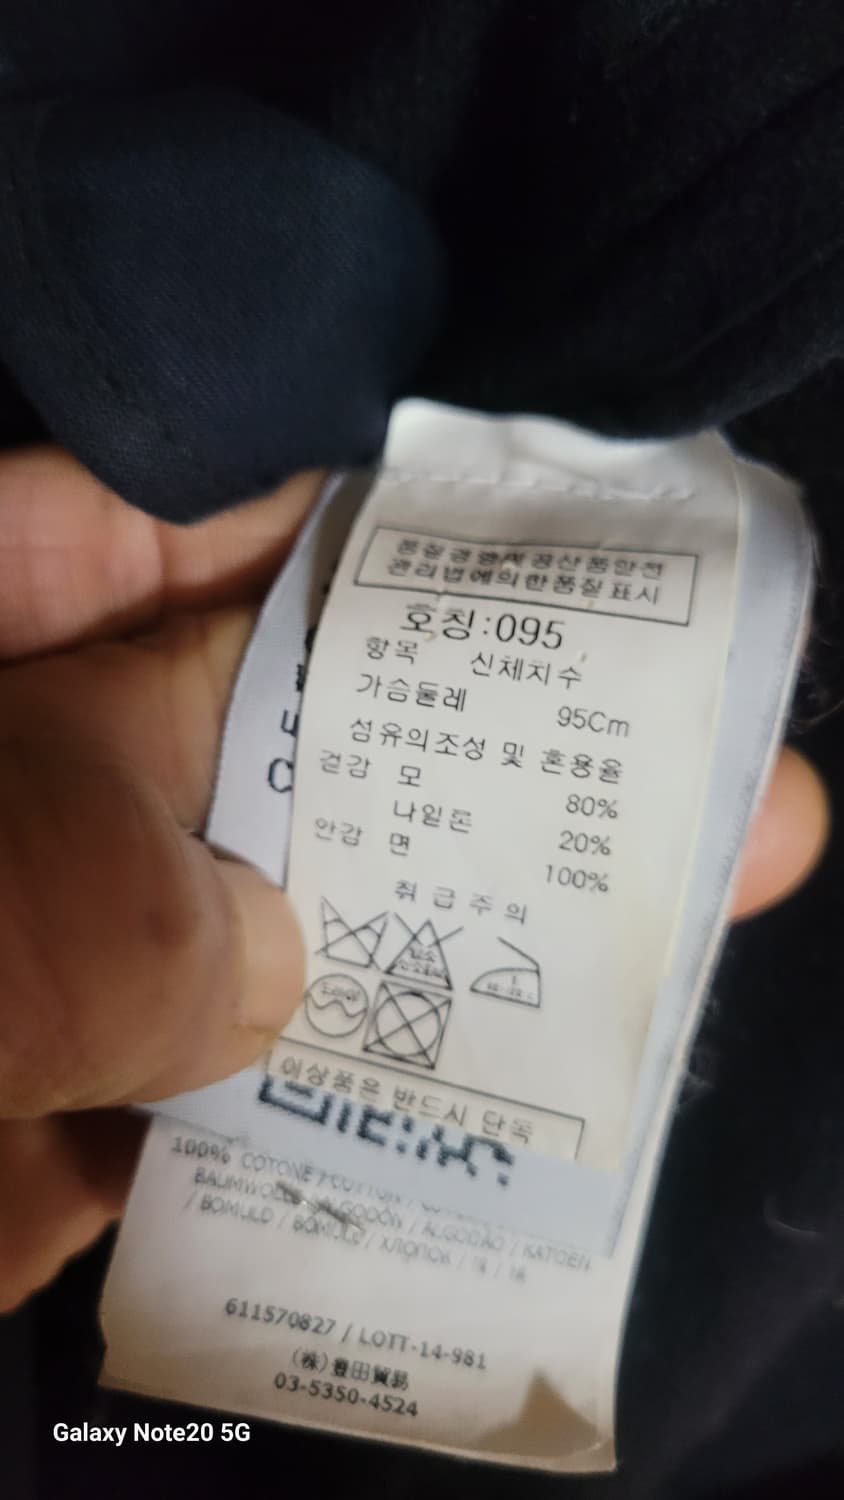 품질경영및공산품안전
관리법에의한품질표시
호칭:095
항목 신체치수
가슴둘레 95Cm
섬유의조성 및 혼용율
겉감 모 80%
나일론 20%
안감 면 100%
취급주의
이상품은 반드시 단독
100% COTONE / COTTON /
BAUMWOLLE / ALGODÓN / ALGODÃO / KATOEN
/ BOMULD / BOMULL / ХЛОПОК /
611570827 / LOTT-14-981
(株)豊田貿易
03-5350-4524
Galaxy Note20 5G